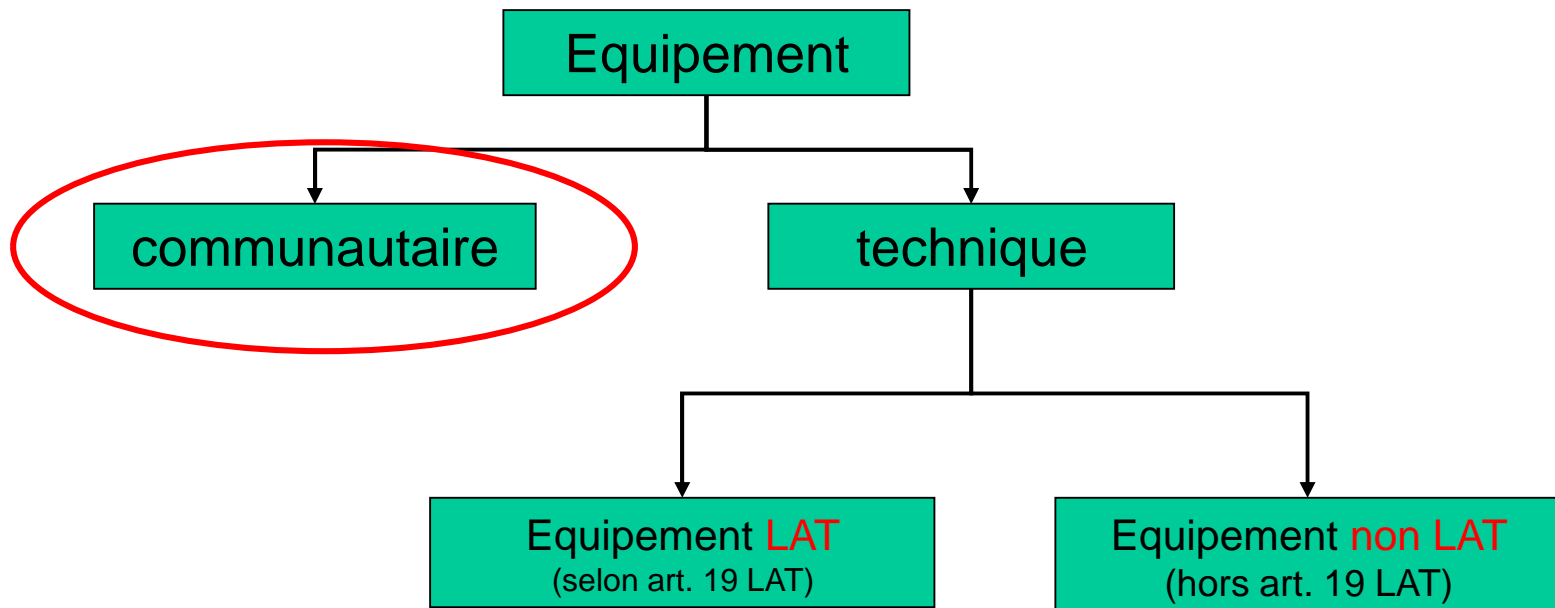 Equipement
communautaire
technique
Equipement LAT
(selon art. 19 LAT)
Equipement non LAT
(hors art. 19 LAT)